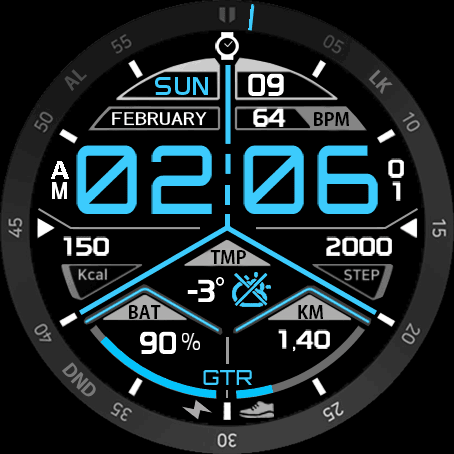 55 05
AL LK
SUN 09
FEBRUARY 64 BPM
50 10
AM 02 06 01
45 15
150 2000
Kcal TMP STEP
-3°
BAT KM
90% 1,40
40 20
GTR
DND
35 25
30